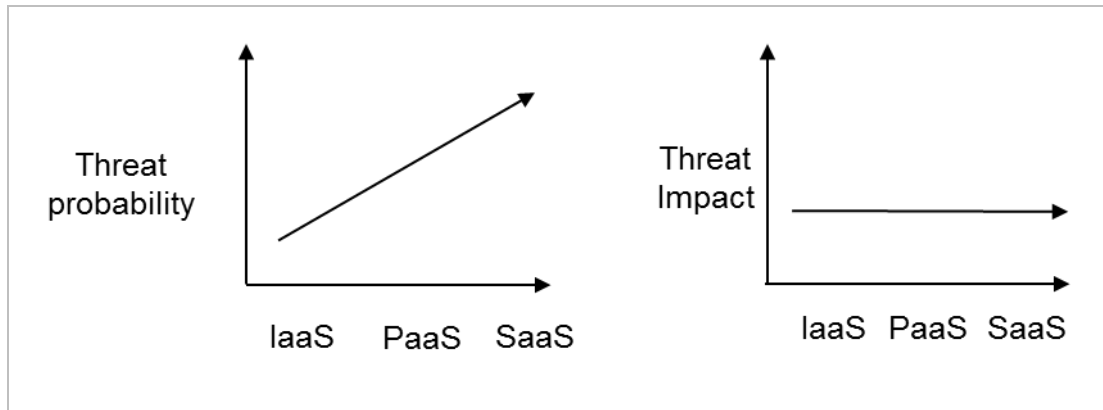 Threat
probability
IaaS PaaS SaaS
Threat
Impact
IaaS PaaS SaaS